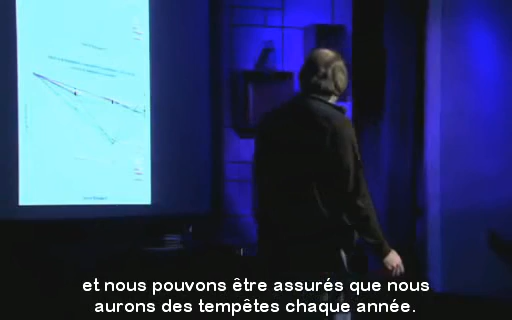 et nous pouvons être assurés que nous
aurons des tempêtes chaque année.